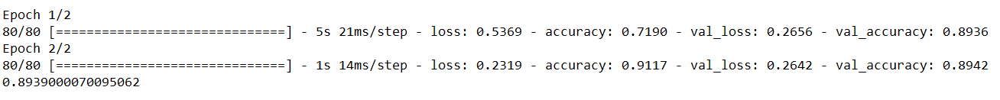 Epoch 1/2
80/80 [==============================] - 5s 21ms/step - loss: 0.5369 - accuracy: 0.7190 - val_loss: 0.2656 - val_accuracy: 0.8936
Epoch 2/2
80/80 [==============================] - 1s 14ms/step - loss: 0.2319 - accuracy: 0.9117 - val_loss: 0.2642 - val_accuracy: 0.8942
0.8939000070095062